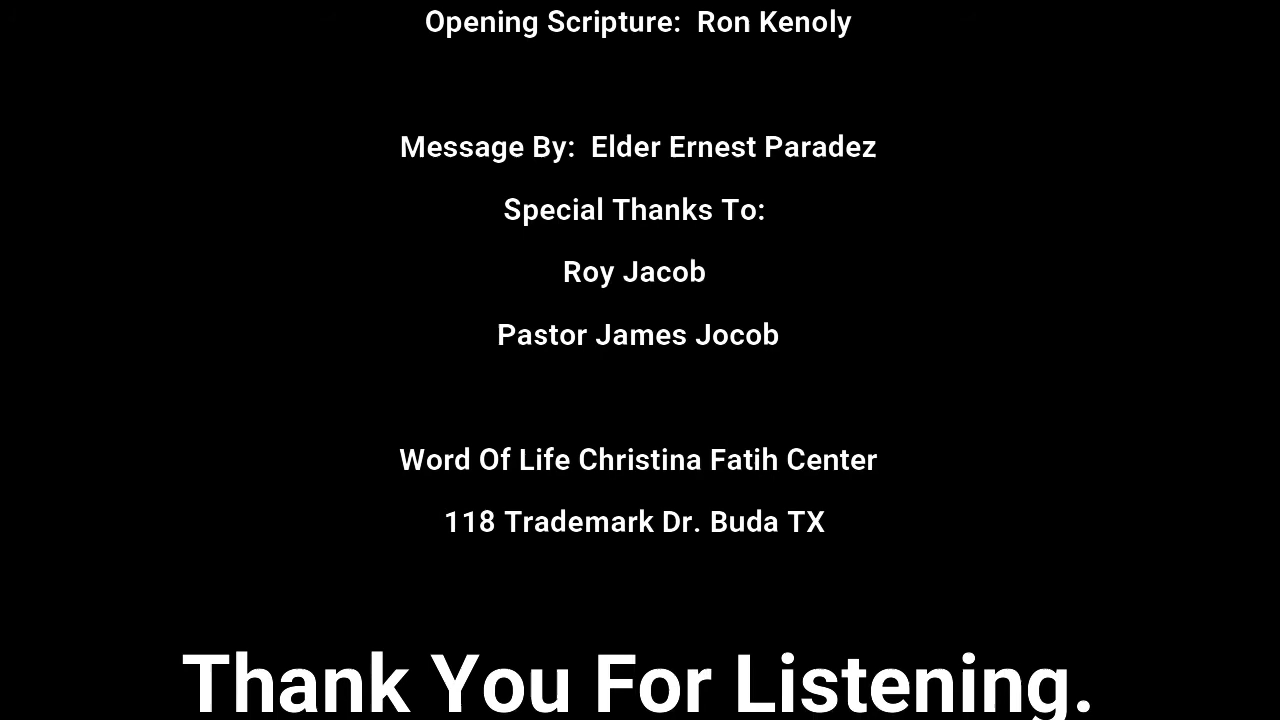 Opening Scripture:  Ron Kenoly
Message By:  Elder Ernest Paradez
Special Thanks To:
Roy Jacob
Pastor James Jocob
Word Of Life Christina Fatih Center
118 Trademark Dr. Buda TX
Thank You For Listening.